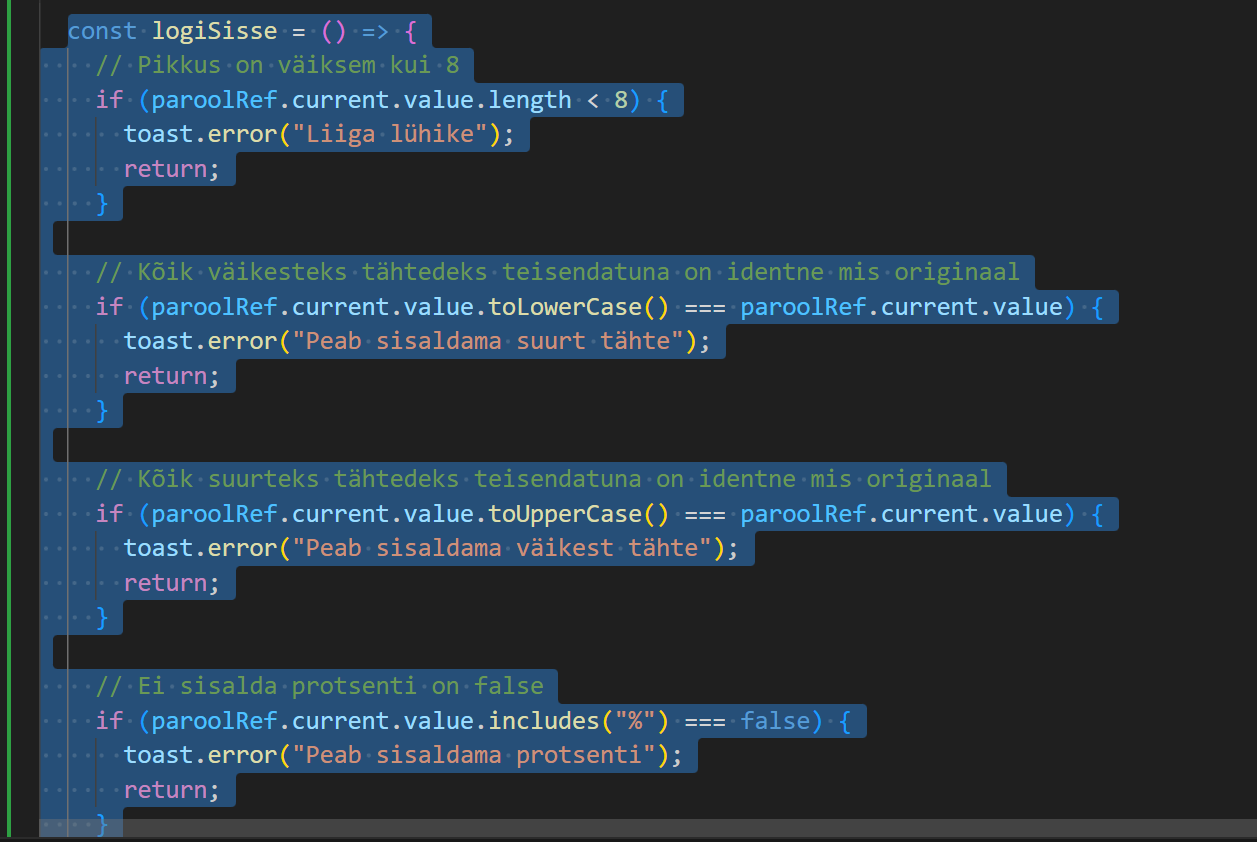 const logiSisse = () => {
// Pikkus on väiksem kui 8
if (paroolRef.current.value.length < 8) {
toast.error("Liiga lühike");
return;
}
// Kõik väikesteks tähtedeks teisendatuna on identne mis originaal
if (paroolRef.current.value.toLowerCase() === paroolRef.current.value) {
toast.error("Peab sisaldama suurt tähte");
return;
}
// Kõik suurteks tähtedeks teisendatuna on identne mis originaal
if (paroolRef.current.value.toUpperCase() === paroolRef.current.value) {
toast.error("Peab sisaldama väikest tähte");
return;
}
// Ei sisalda protsenti on false
if (paroolRef.current.value.includes("%") === false) {
toast.error("Peab sisaldama protsenti");
return;
}